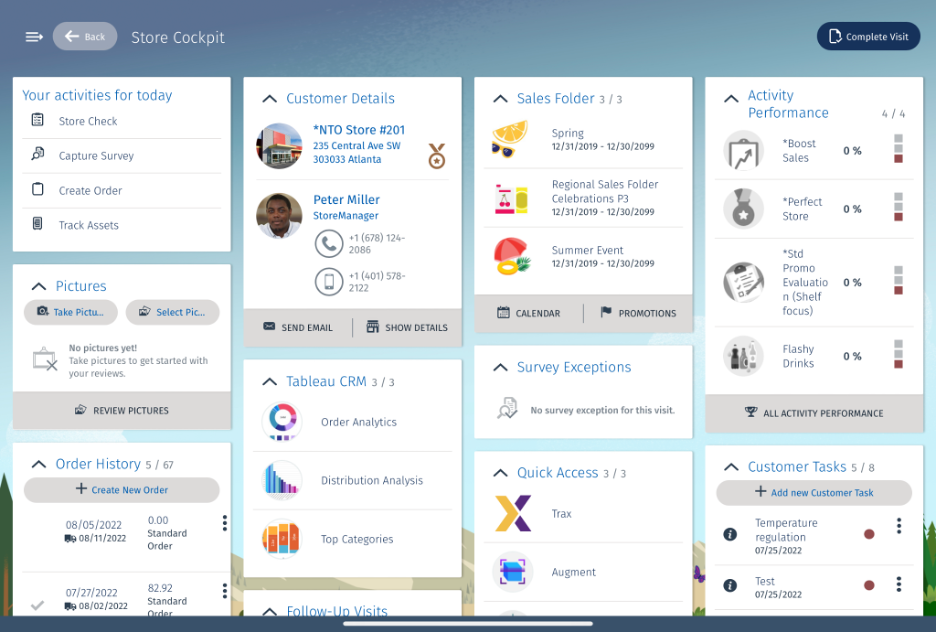 Back
Store Cockpit
Complete Visit
Your activities for today
Store Check
Capture Survey
Create Order
Track Assets
Pictures
Take Pictu...
Select Pic...
No pictures yet!
Take pictures to get started with
your reviews.
REVIEW PICTURES
Order History 5 / 67
Create New Order
08/05/2022
08/11/2022
0.00
Standard
Order
07/27/2022
08/02/2022
82.92
Standard
Order
Customer Details
*NTO Store #201
235 Central Ave SW
303033 Atlanta
Peter Miller
StoreManager
+1 (678) 124-
2086
+1 (401) 578-
2122
SEND EMAIL
SHOW DETAILS
Tableau CRM 3 / 3
Order Analytics
Distribution Analysis
Top Categories
Follow-Up Visits
Sales Folder 3 / 3
Spring
12/31/2019 - 12/30/2099
Regional Sales Folder
Celebrations P3
12/31/2019 - 12/30/2099
Summer Event
12/31/2019 - 12/30/2099
CALENDAR
PROMOTIONS
Survey Exceptions
No survey exception for this visit.
Quick Access 3 / 3
Trax
Augment
Activity
Performance
4 / 4
*Boost
Sales
0 %
*Perfect
Store
0 %
*Std
Promo
Evaluatio
n (Shelf
focus)
0 %
Flashy
Drinks
0 %
ALL ACTIVITY PERFORMANCE
Customer Tasks 5 / 8
Add new Customer Task
Temperature
regulation
07/25/2022
Test
07/25/2022